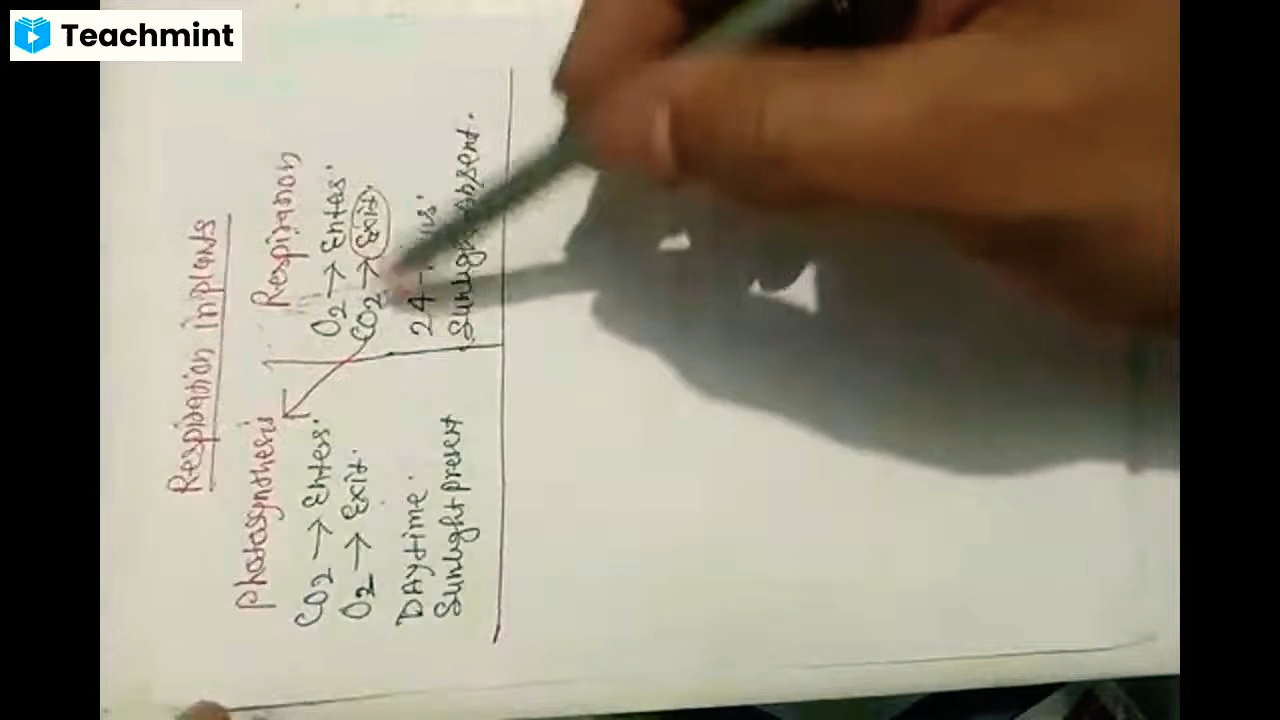 Teachmint
Respiration in plants
Photosynthesis
CO2 → Enters.
O2 → Exit.
DAytime.
Sunlight present
Respiration
O2 → Enters.
CO2 → Exit.
24
Sunlight absent.